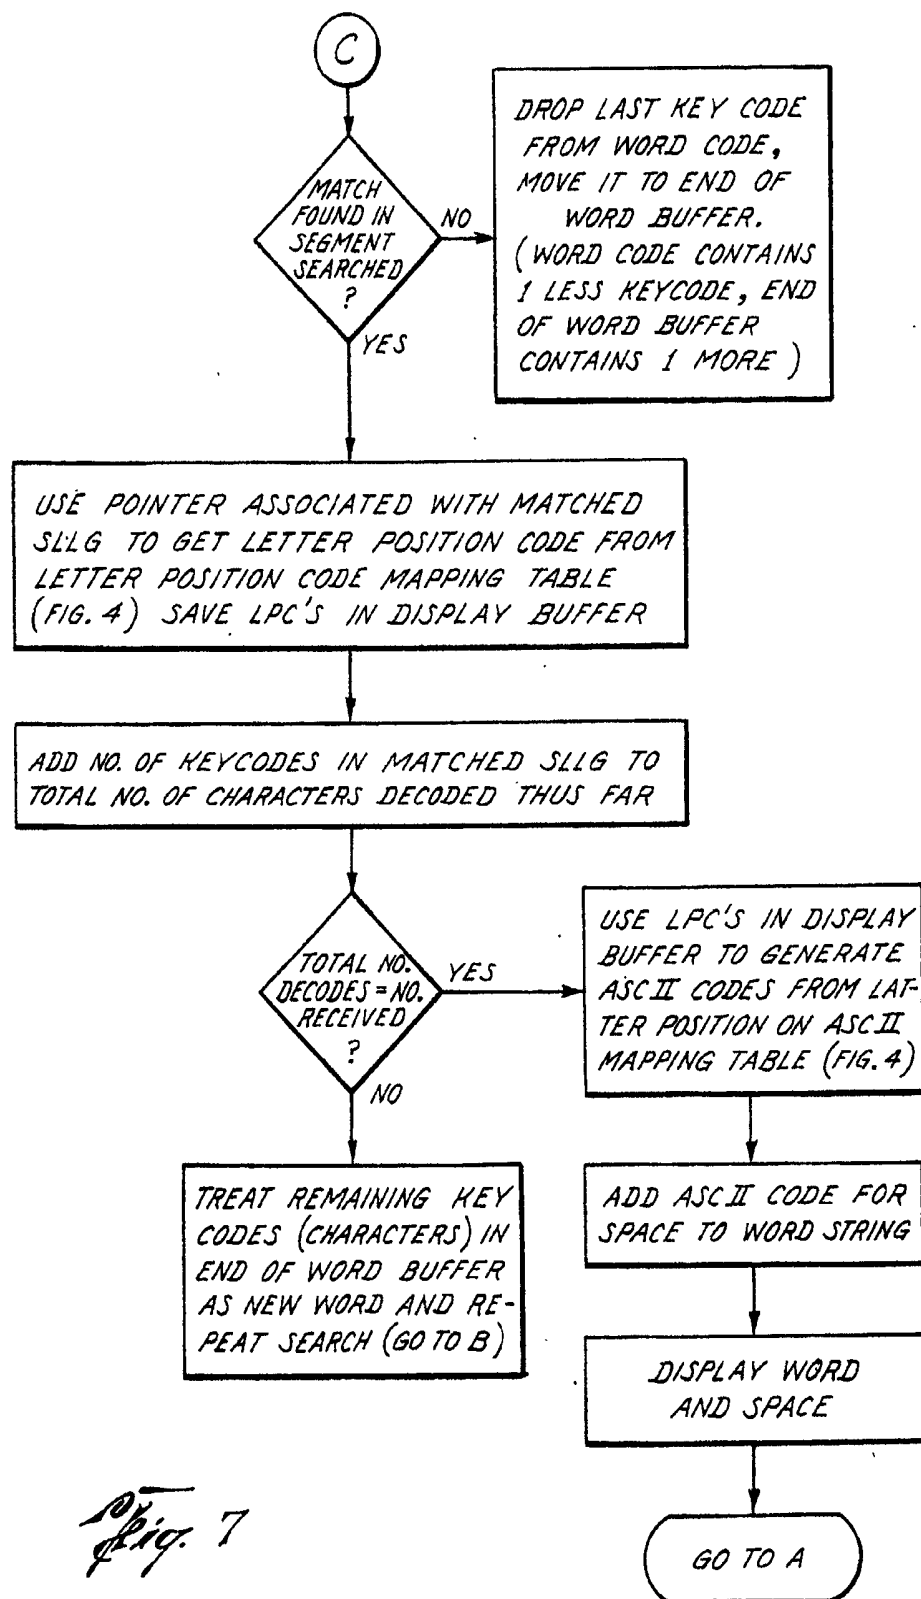 C
MATCH
FOUND IN
SEGMENT
SEARCHED
?
NO
DROP LAST KEY CODE
FROM WORD CODE,
MOVE IT TO END OF
WORD BUFFER.
(WORD CODE CONTAINS
1 LESS KEYCODE, END
OF WORD BUFFER
CONTAINS 1 MORE)
YES
USE POINTER ASSOCIATED WITH MATCHED
SLLG TO GET LETTER POSITION CODE FROM
LETTER POSITION CODE MAPPING TABLE
(FIG. 4) SAVE LPC'S IN DISPLAY BUFFER
ADD NO. OF KEYCODES IN MATCHED SLLG TO
TOTAL NO. OF CHARACTERS DECODED THUS FAR
TOTAL NO.
DECODES = NO.
RECEIVED
?
YES
USE LPC'S IN DISPLAY
BUFFER TO GENERATE
ASCII CODES FROM LAT-
TER POSITION ON ASCII
MAPPING TABLE (FIG. 4)
NO
TREAT REMAINING KEY
CODES (CHARACTERS) IN
END OF WORD BUFFER
AS NEW WORD AND RE-
PEAT SEARCH (GO TO B)
ADD ASCII CODE FOR
SPACE TO WORD STRING
DISPLAY WORD
AND SPACE
GO TO A
Fig. 7